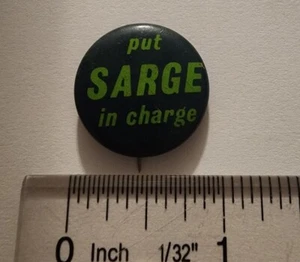 put
SARGE
in charge
0 Inch 1/32" 1